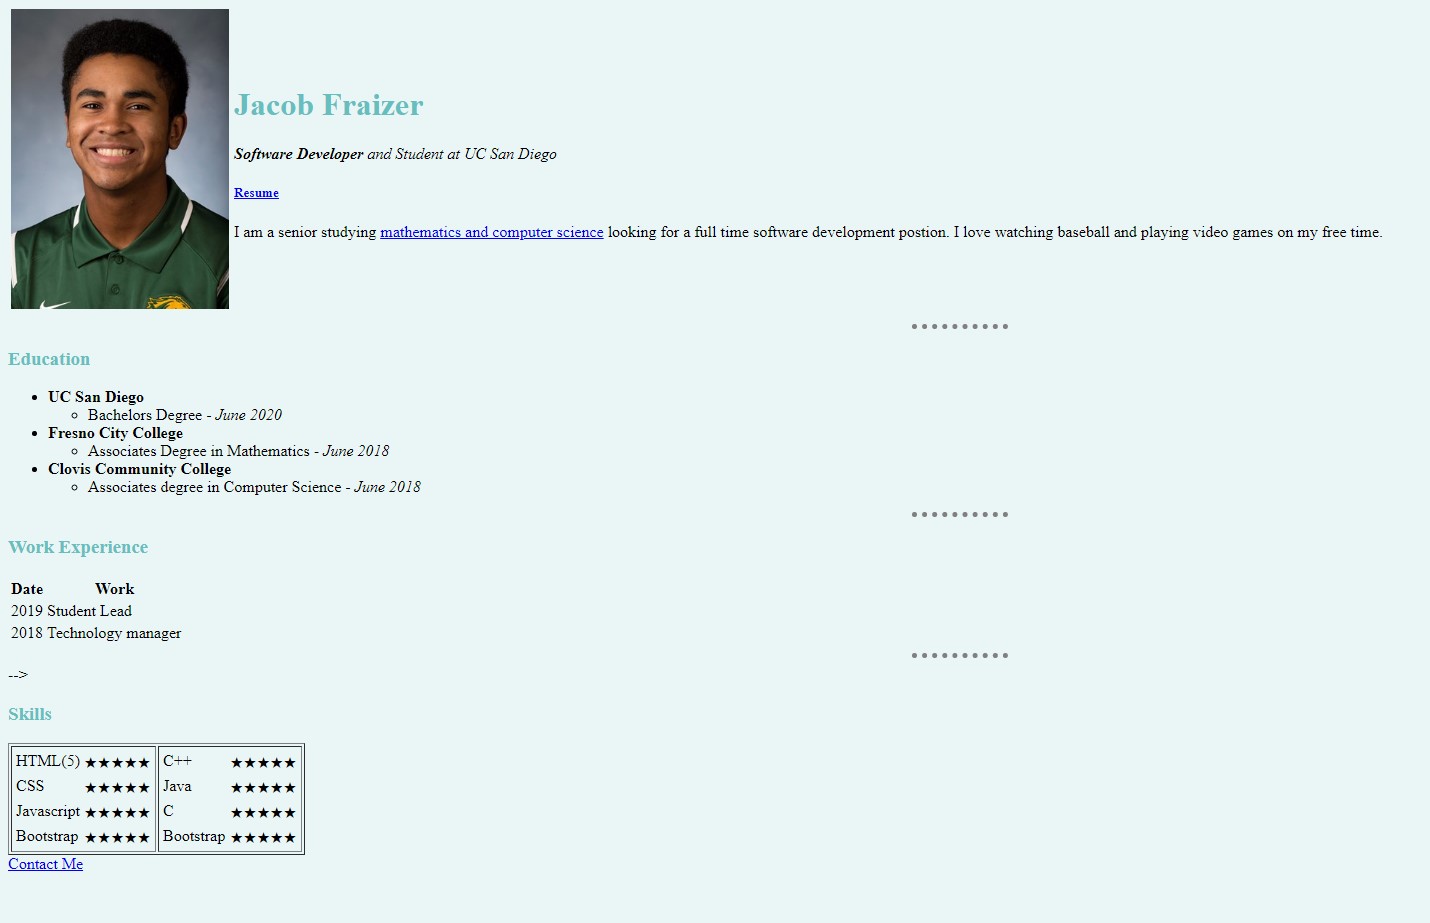 Jacob Fraizer
Software Developer and Student at UC San Diego
Resume
I am a senior studying mathematics and computer science looking for a full time software development postion. I love watching baseball and playing video games on my free time.
Education
UC San Diego
Bachelors Degree - June 2020
Fresno City College
Associates Degree in Mathematics - June 2018
Clovis Community College
Associates degree in Computer Science - June 2018
Work Experience
Date Work
2019 Student Lead
2018 Technology manager
-->
Skills
HTML(5) ★★★★★ C++ ★★★★★
CSS ★★★★★ Java ★★★★★
Javascript ★★★★★ C ★★★★★
Bootstrap ★★★★★ Bootstrap ★★★★★
Contact Me